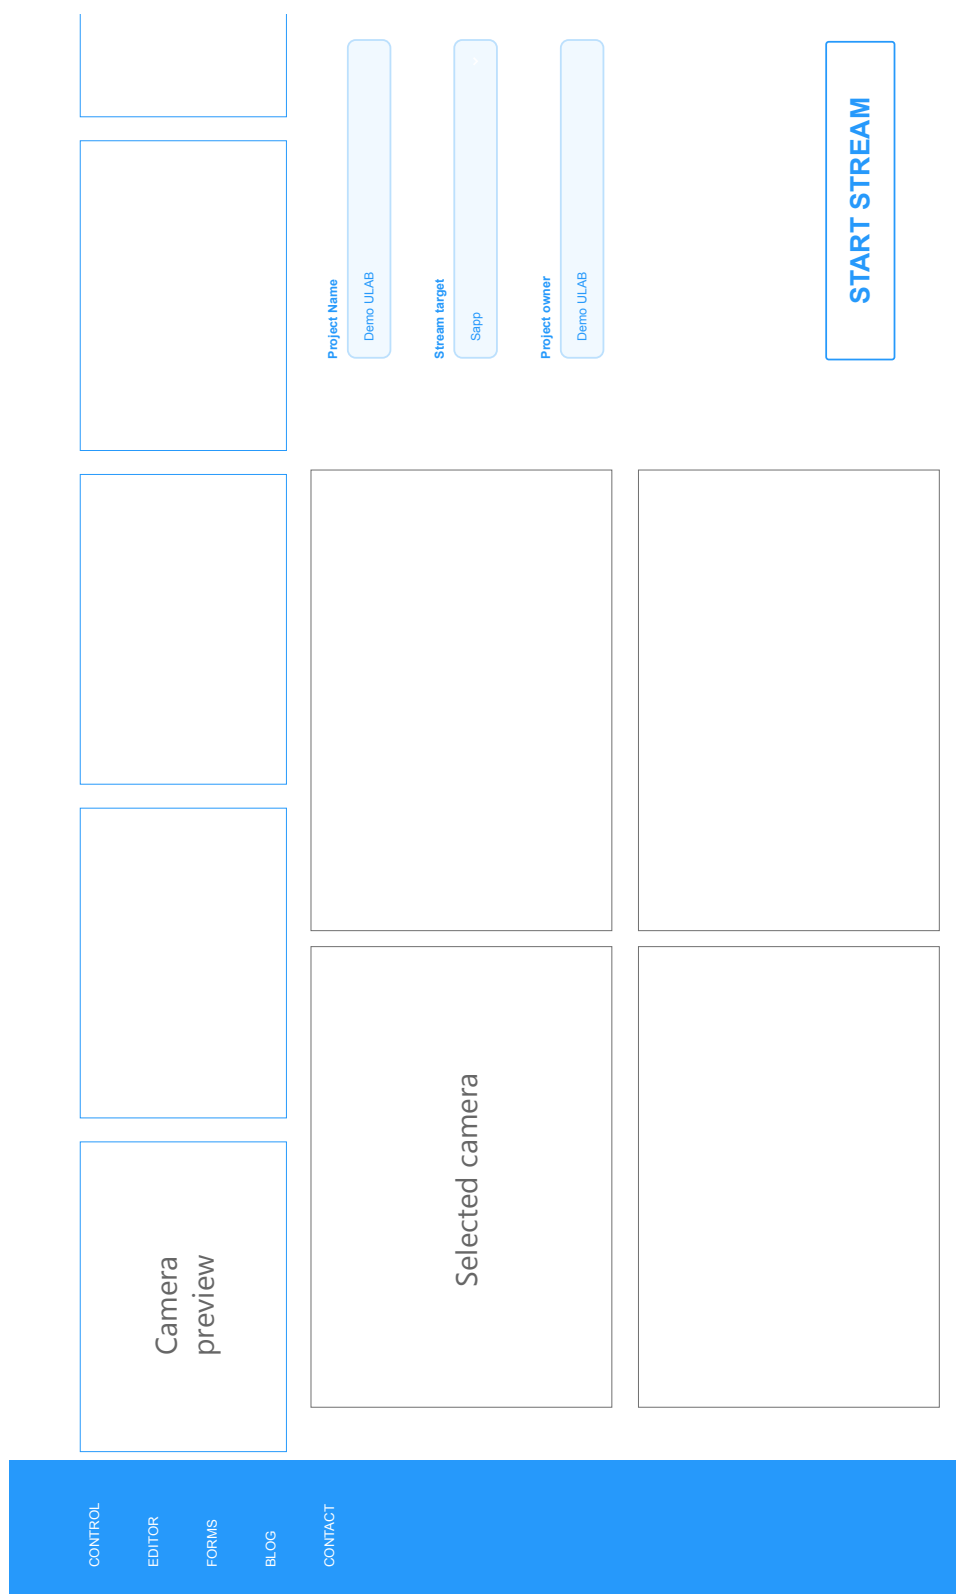 CONTROL
EDITOR
FORMS
BLOG
CONTACT
Camera
preview
Selected camera
Project Name
Demo ULAB
Stream target
Sapp
Project owner
Demo ULAB
START STREAM